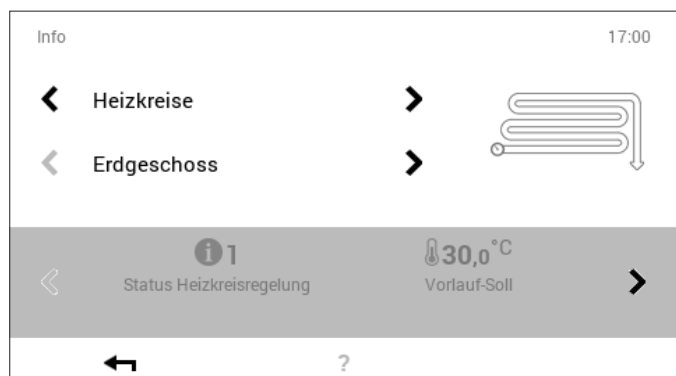 Info 17:00
Heizkreise
Erdgeschoss
1 30,0°C
Status Heizkreisregelung Vorlauf-Soll
?